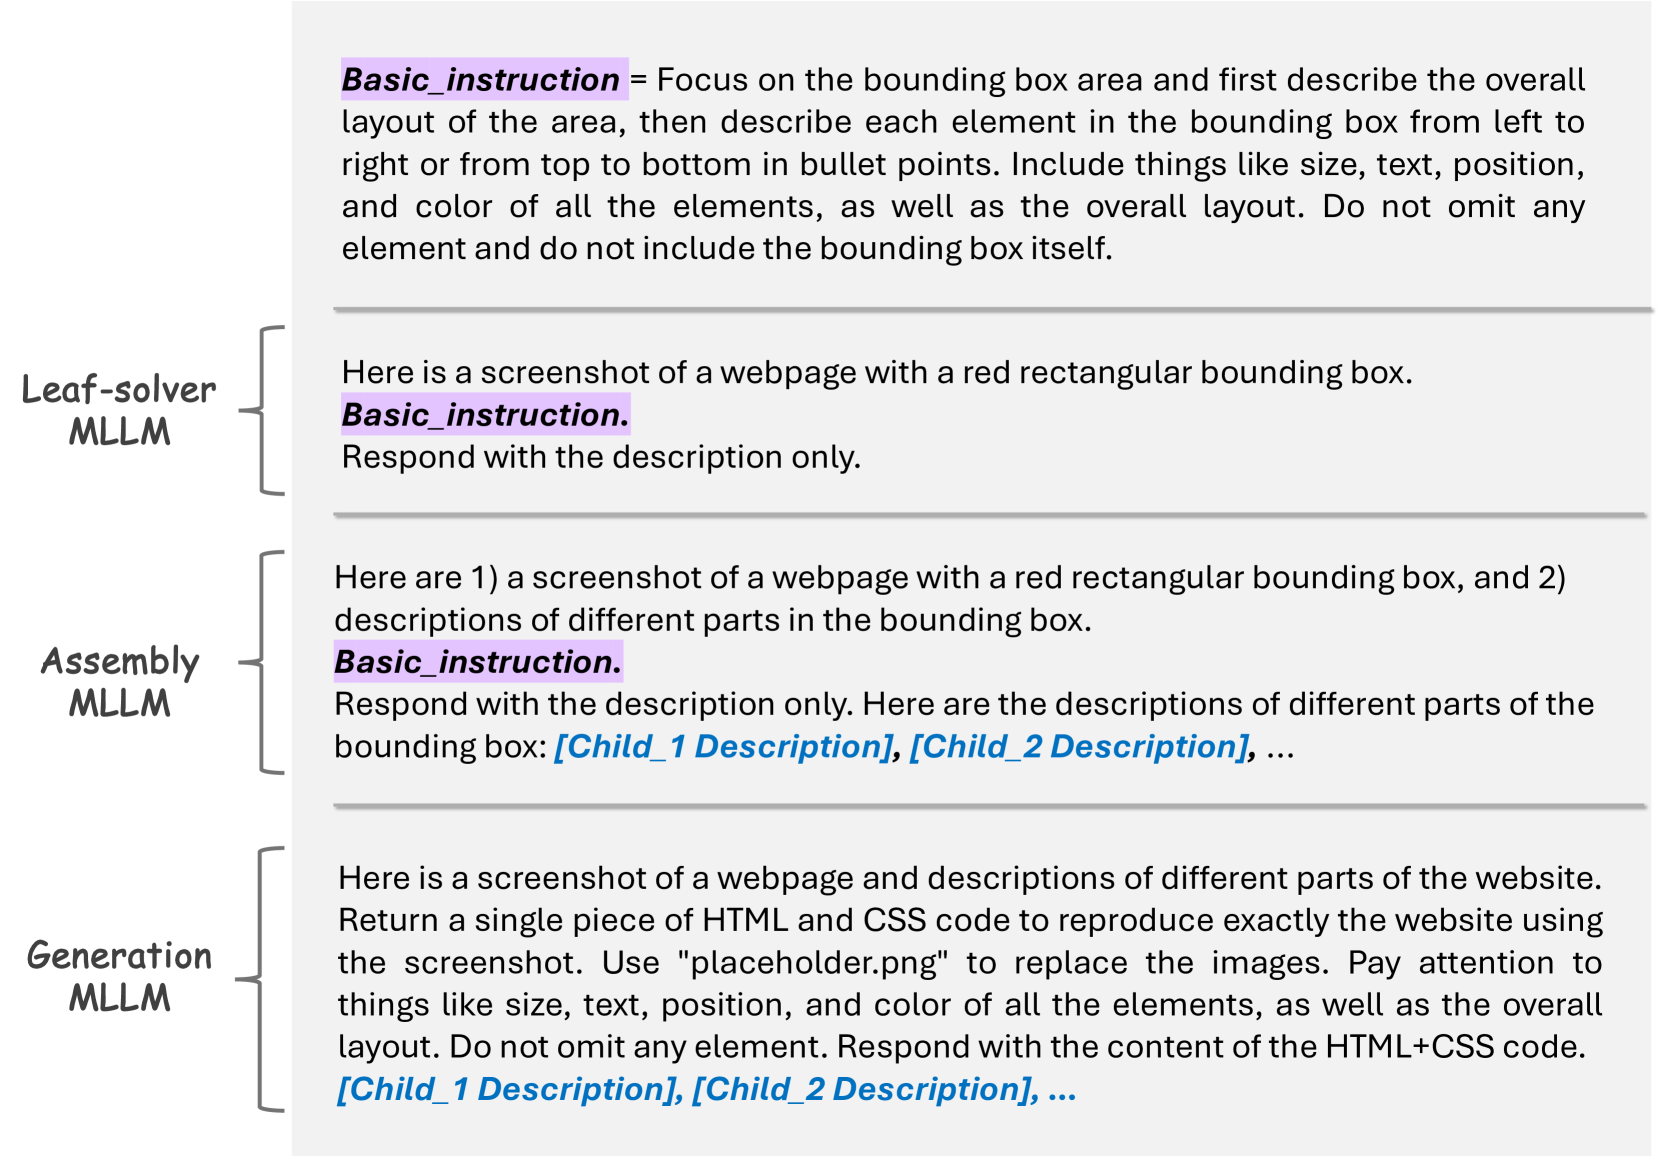 Basic_instruction = Focus on the bounding box area and first describe the overall
layout of the area, then describe each element in the bounding box from left to
right or from top to bottom in bullet points. Include things like size, text, position,
and color of all the elements, as well as the overall layout. Do not omit any
element and do not include the bounding box itself.
Leaf-solver
MLLM
Here is a screenshot of a webpage with a red rectangular bounding box.
Basic_instruction.
Respond with the description only.
Assembly
MLLM
Here are 1) a screenshot of a webpage with a red rectangular bounding box, and 2)
descriptions of different parts in the bounding box.
Basic_instruction.
Respond with the description only. Here are the descriptions of different parts of the
bounding box: [Child_1 Description], [Child_2 Description], ...
Generation
MLLM
Here is a screenshot of a webpage and descriptions of different parts of the website.
Return a single piece of HTML and CSS code to reproduce exactly the website using
the screenshot. Use "placeholder.png" to replace the images. Pay attention to
things like size, text, position, and color of all the elements, as well as the overall
layout. Do not omit any element. Respond with the content of the HTML+CSS code.
[Child_1 Description], [Child_2 Description], ...